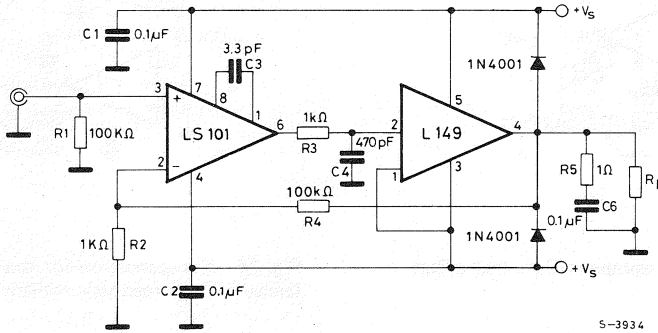 +VS
C1
0.1µF
3.3 pF
C3
1N4001
3
+
7
8
1
5
LS 101
6
1kΩ
R3
2
L 149
4
R1
100KΩ
2
−
4
470pF
C4
1
3
R5
1Ω
RL
100kΩ
R4
0.1µF
C6
1KΩ
R2
1N4001
C2
0.1µF
+VS
S-3934